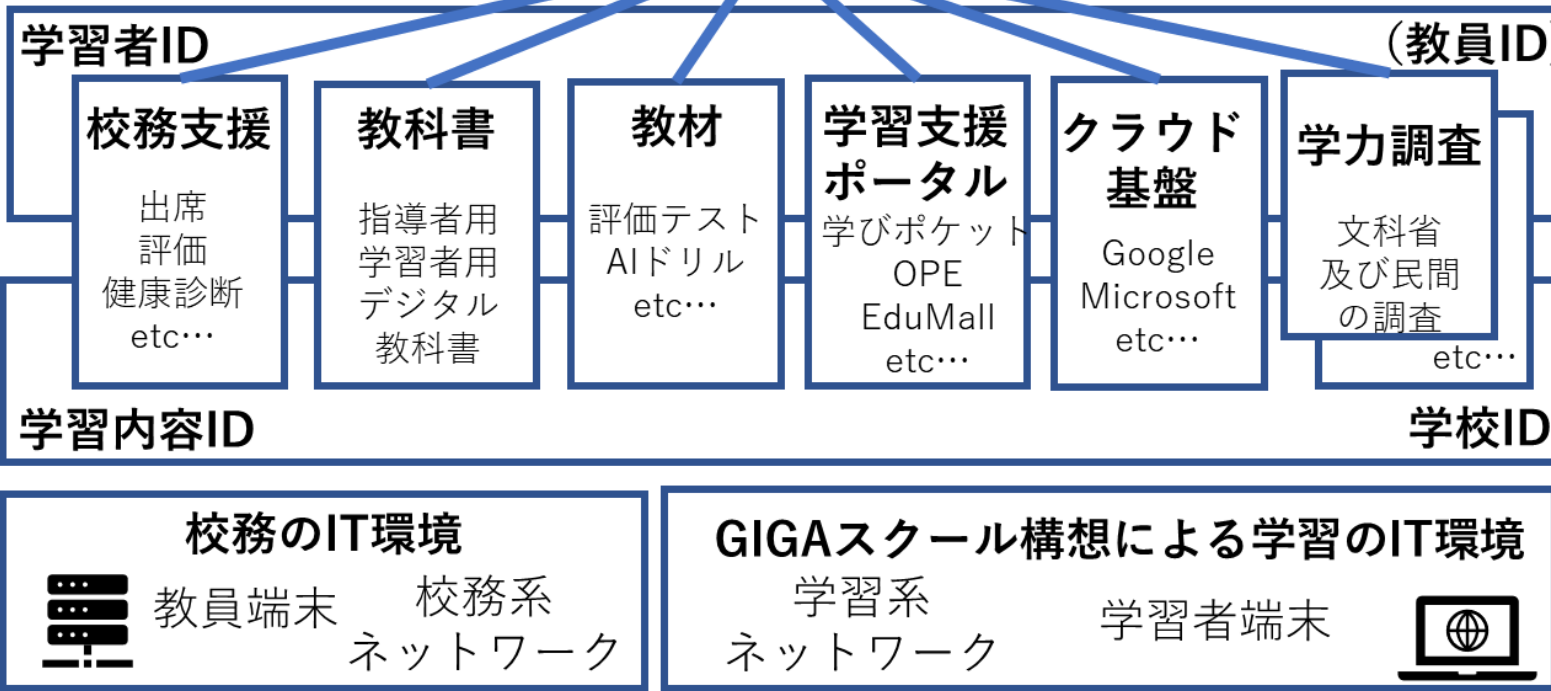 学習者ID
(教員ID)
校務支援
出席
評価
健康診断
etc…
教科書
指導者用
学習者用
デジタル
教科書
教材
評価テスト
AIドリル
etc…
学習支援
ポータル
学びポケット
OPE
EduMall
etc…
クラウド
基盤
Google
Microsoft
etc…
学力調査
文科省
及び民間
の調査
etc…
学習内容ID
学校ID
校務のIT環境
教員端末
校務系
ネットワーク
GIGAスクール構想による学習のIT環境
学習系
ネットワーク
学習者端末